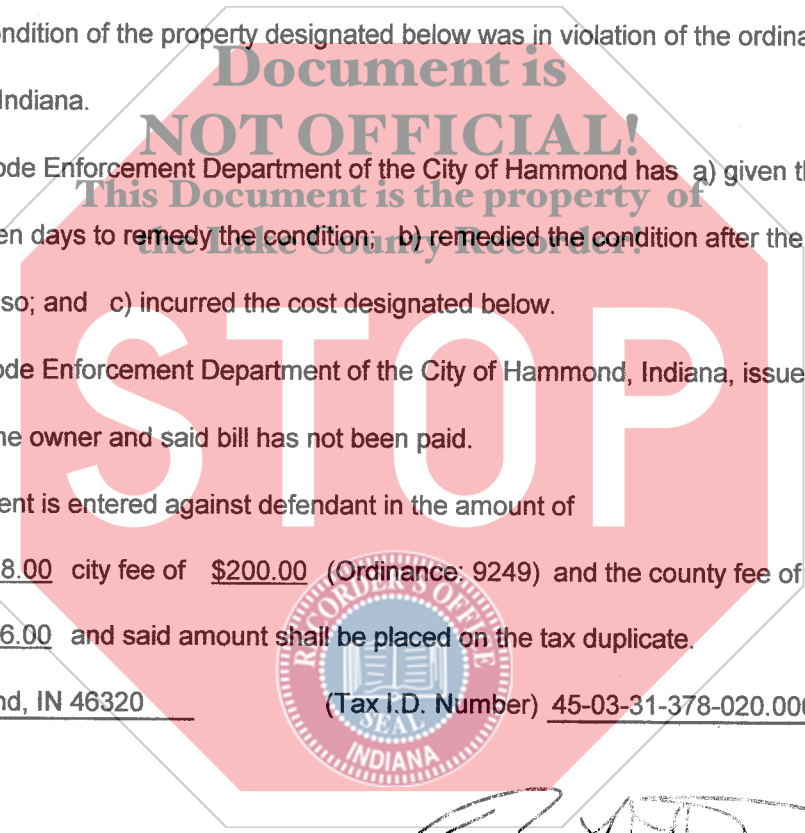 ndition of the property designated below was in violation of the ordina
Document is
Indiana.
NOT OFFICIAL!
ode Enforcement Department of the City of Hammond has a) given th
This Document is the property of
en days to remedy the condition; b) remedied the condition after the
the Lake County Recorder!
so; and c) incurred the cost designated below.
STOP
ode Enforcement Department of the City of Hammond, Indiana, issue
ne owner and said bill has not been paid.
ent is entered against defendant in the amount of
8.00 city fee of $200.00 (Ordinance: 9249) and the county fee of
6.00 and said amount shall be placed on the tax duplicate.
RECORDER'S OFFICE
SEAL
INDIANA
nd, IN 46320 (Tax I.D. Number) 45-03-31-378-020.000